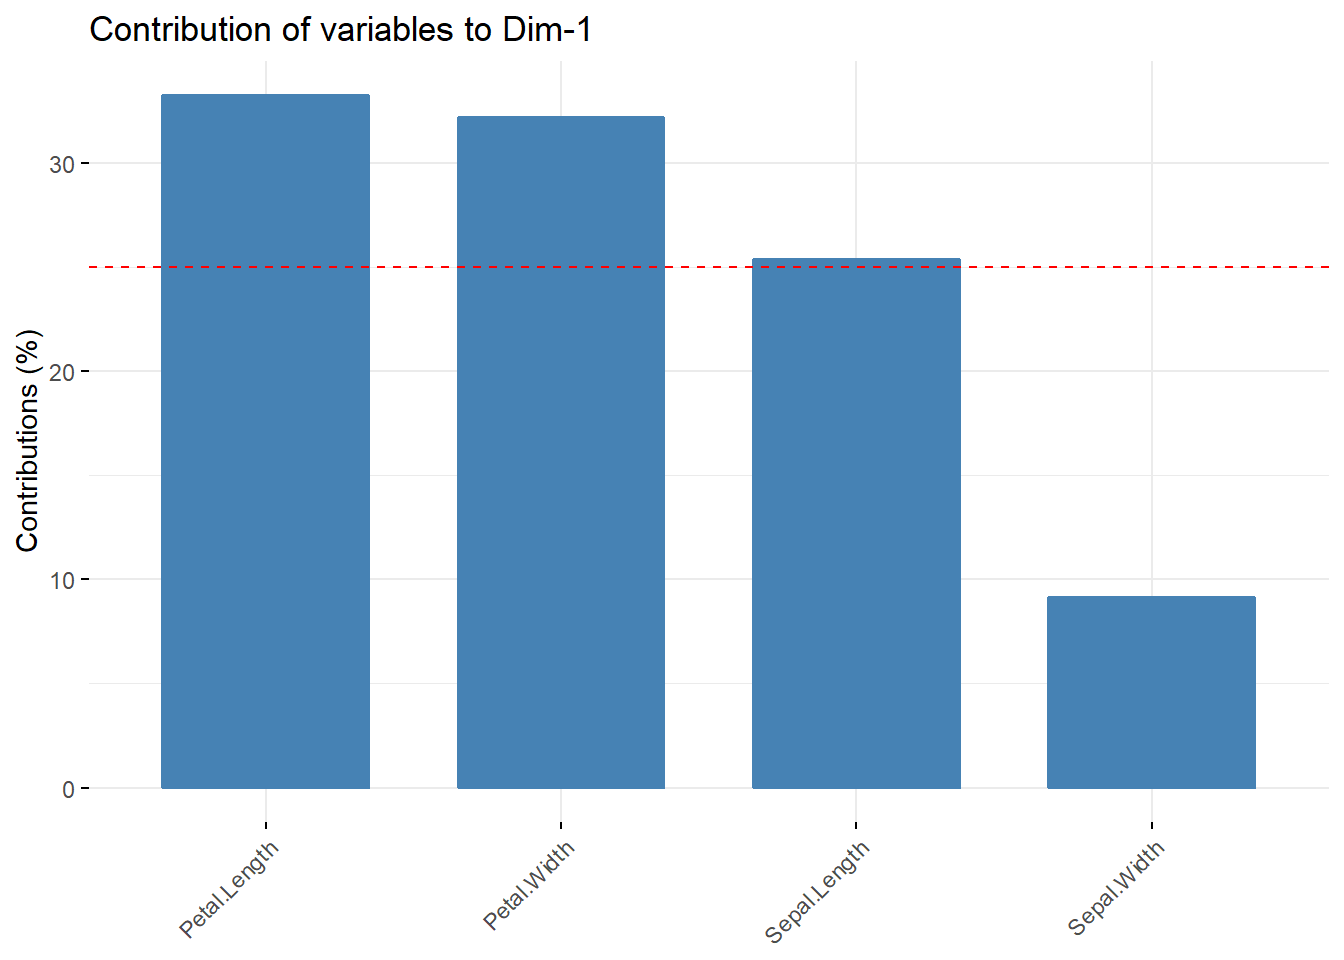 Contribution of variables to Dim-1
Contributions (%)
30
20
10
0
Petal.Length
Petal.Width
Sepal.Length
Sepal.Width